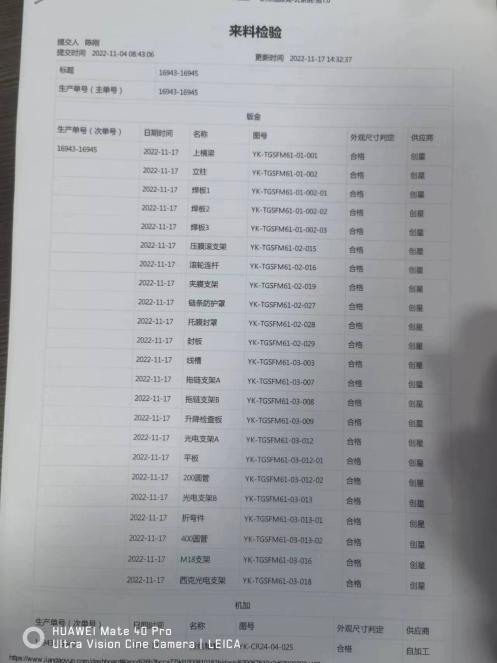 来料检验
提交人 陈刚
提交时间 2022-11-04 08:43:06 更新时间 2022-11-17 14:32:37
标题 16943-16945
生产单号（主单号） 16943-16945
钣金
生产单号（次单号） 日期时间 名称 图号 外观尺寸判定 供应商
16943-16945 2022-11-17 上横梁 YK-TGSFM61-01-001 合格 创星
2022-11-17 立柱 YK-TGSFM61-01-002 合格 创星
2022-11-17 焊板1 YK-TGSFM61-01-002-01 合格 创星
2022-11-17 焊板2 YK-TGSFM61-01-002-02 合格 创星
2022-11-17 焊板3 YK-TGSFM61-01-002-03 合格 创星
2022-11-17 压膜滚支架 YK-TGSFM61-02-015 合格 创星
2022-11-17 滚轮连杆 YK-TGSFM61-02-016 合格 创星
2022-11-17 夹膜支架 YK-TGSFM61-02-019 合格 创星
2022-11-17 链条防护罩 YK-TGSFM61-02-027 合格 创星
2022-11-17 托膜封罩 YK-TGSFM61-02-028 合格 创星
2022-11-17 封板 YK-TGSFM61-02-029 合格 创星
2022-11-17 线槽 YK-TGSFM61-03-003 合格 创星
2022-11-17 拖链支架A YK-TGSFM61-03-007 合格 创星
2022-11-17 拖链支架B YK-TGSFM61-03-008 合格 创星
2022-11-17 升降检查板 YK-TGSFM61-03-009 合格 创星
2022-11-17 光电支架A YK-TGSFM61-03-012 合格 创星
2022-11-17 平板 YK-TGSFM61-03-012-01 合格 创星
2022-11-17 200圆管 YK-TGSFM61-03-012-02 合格 创星
2022-11-17 光电支架B YK-TGSFM61-03-013 合格 创星
2022-11-17 折弯件 YK-TGSFM61-03-013-01 合格 创星
2022-11-17 400圆管 YK-TGSFM61-03-013-02 合格 创星
2022-11-17 M18支架 YK-TGSFM61-03-016 合格 创星
2022-11-17 西克光电支架 YK-TGSFM61-03-018 合格 创星
机加
生产单号（次单号） 日期时间 名称 图号 外观尺寸判定 供应商
YK-CR24-04-025 合格 自加工
HUAWEI Mate 40 Pro
Ultra Vision Cine Camera | LEICA